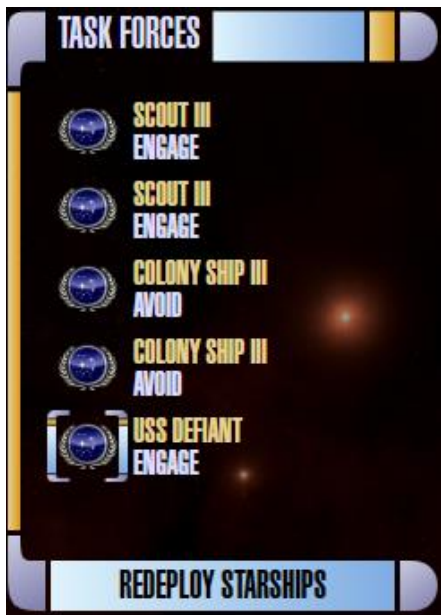 TASK FORCES
SCOUT III
ENGAGE
SCOUT III
ENGAGE
COLONY SHIP III
AVOID
COLONY SHIP III
AVOID
USS DEFIANT
ENGAGE
REDEPLOY STARSHIPS